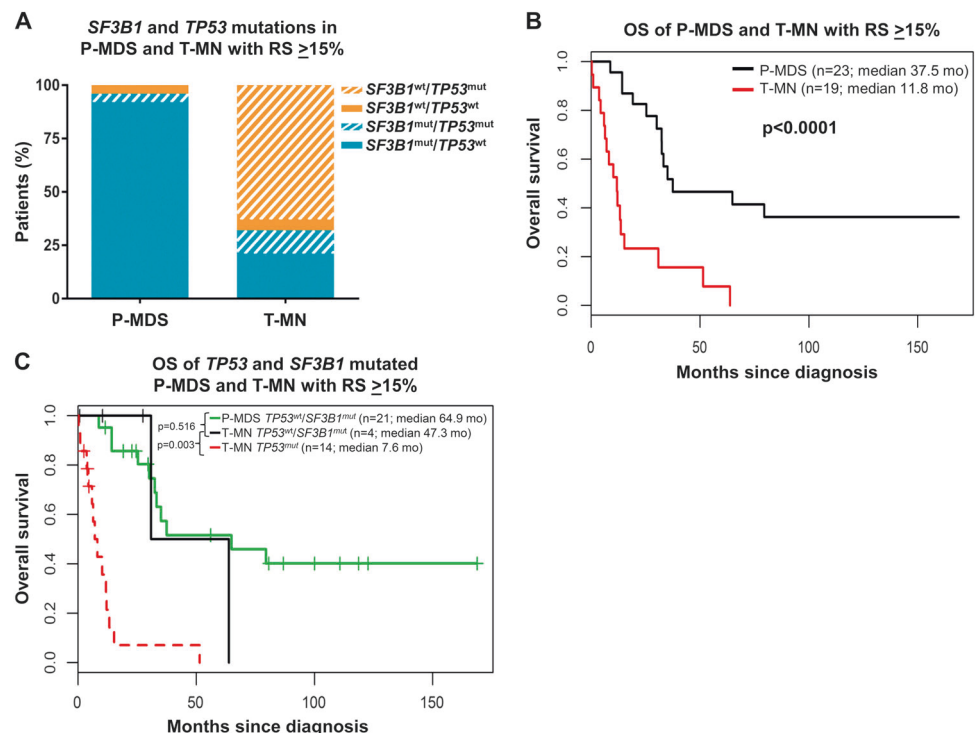 A
SF3B1 and TP53 mutations in
P-MDS and T-MN with RS ≥15%
100
75
50
25
0
Patients (%)
P-MDS
T-MN
SF3B1wt/TP53mut
SF3B1wt/TP53wt
SF3B1mut/TP53mut
SF3B1mut/TP53wt
B
OS of P-MDS and T-MN with RS ≥15%
P-MDS (n=23; median 37.5 mo)
T-MN (n=19; median 11.8 mo)
p<0.0001
Overall survival
1.0
0.8
0.6
0.4
0.2
0.0
0 50 100 150
Months since diagnosis
C
OS of TP53 and SF3B1 mutated
P-MDS and T-MN with RS ≥15%
p=0.516
p=0.003
P-MDS TP53wt/SF3B1mut (n=21; median 64.9 mo)
T-MN TP53wt/SF3B1mut (n=4; median 47.3 mo)
T-MN TP53mut (n=14; median 7.6 mo)
Overall survival
1.0
0.8
0.6
0.4
0.2
0.0
0 50 100 150
Months since diagnosis